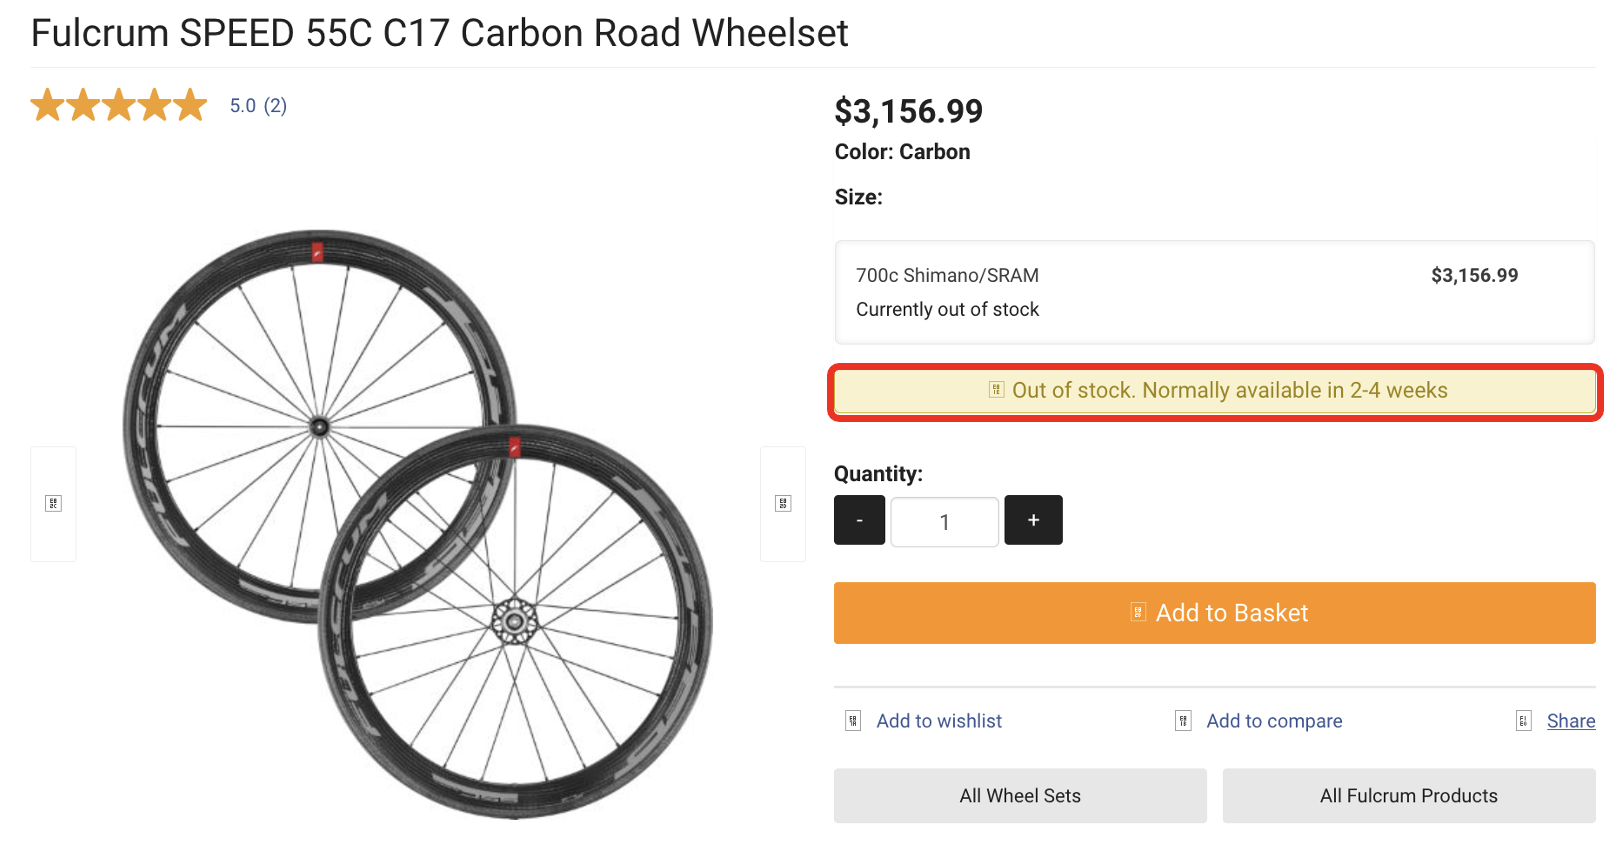 Fulcrum SPEED 55C C17 Carbon Road Wheelset
5.0 (2)
$3,156.99
Color: Carbon
Size:
700c Shimano/SRAM $3,156.99
Currently out of stock
Out of stock. Normally available in 2-4 weeks
Quantity:
- 1 +
Add to Basket
Add to wishlist Add to compare Share
All Wheel Sets All Fulcrum Products
FULCRUM
FULCRUM